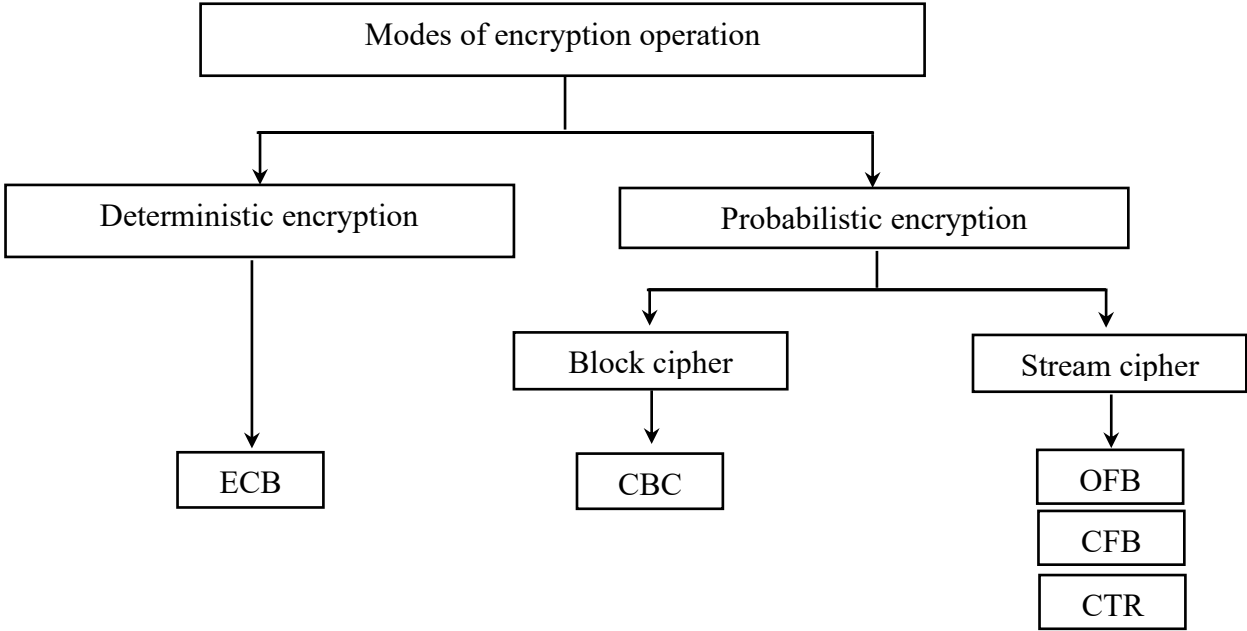 Modes of encryption operation
Deterministic encryption
Probabilistic encryption
Block cipher
Stream cipher
ECB
CBC
OFB
CFB
CTR